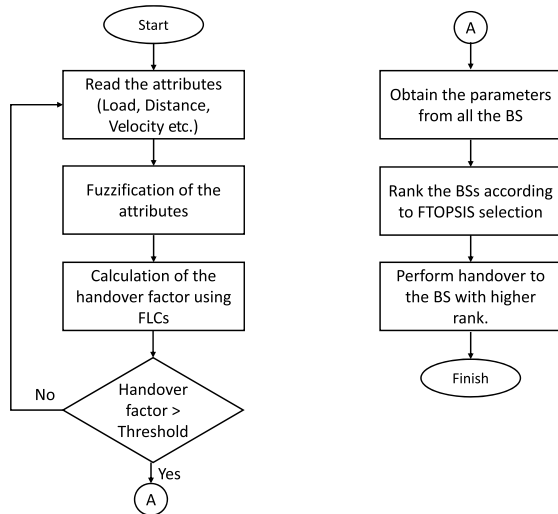 Start
Read the attributes
(Load, Distance,
Velocity etc.)
Fuzzification of the
attributes
Calculation of the
handover factor using
FLCs
Handover
factor >
Threshold
No
Yes
A
A
Obtain the parameters
from all the BS
Rank the BSs according
to FTOPSIS selection
Perform handover to
the BS with higher
rank.
Finish